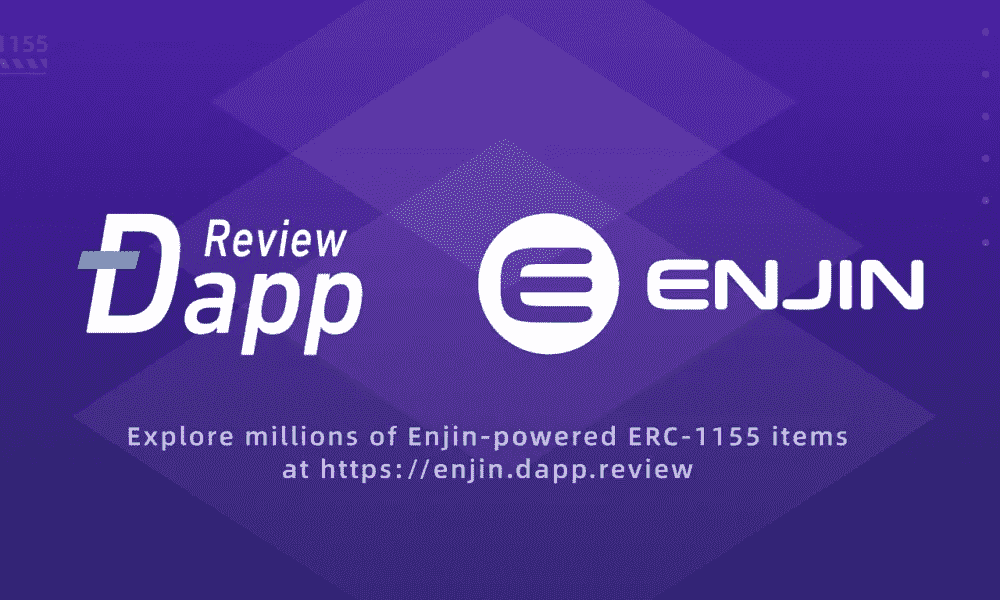 1155
Review
Dapp
ENJIN
Explore millions of Enjin-powered ERC-1155 items
at https://enjin.dapp.review